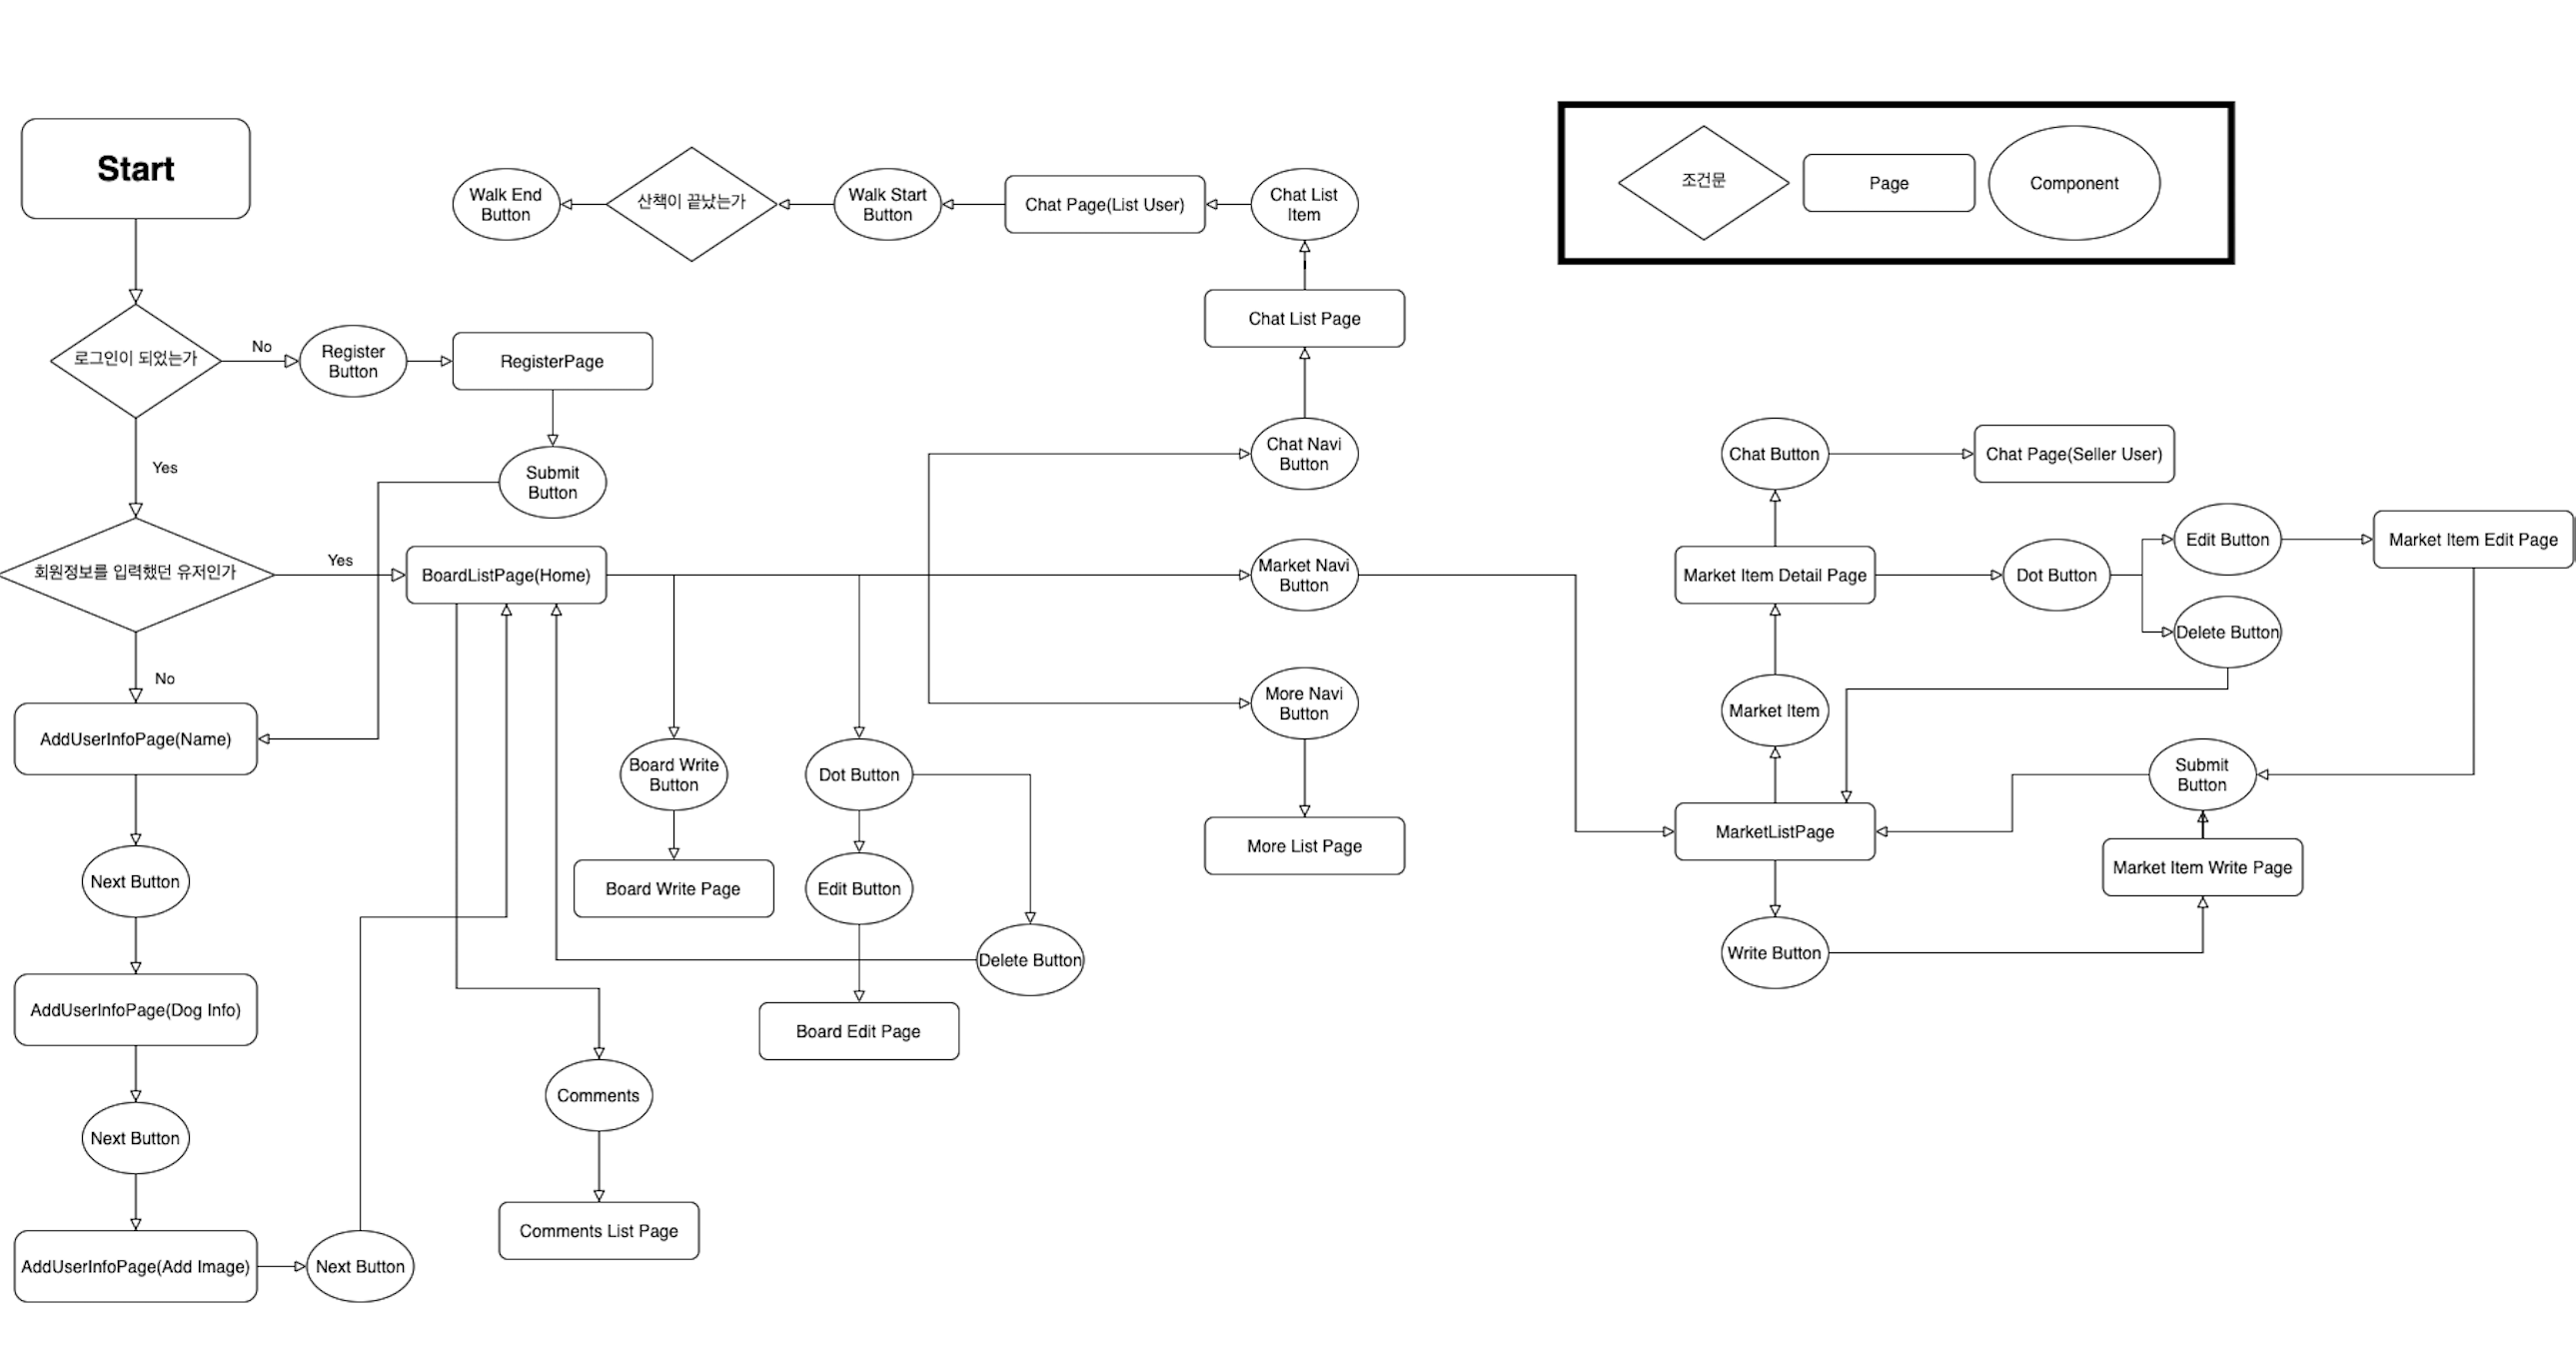 Start
Walk End
Button
산책이 끝났는가
Walk Start
Button
Chat Page(List User)
Chat List
Item
조건문
Page
Component
Chat List Page
로그인이 되었는가
No
Register
Button
RegisterPage
Yes
Submit
Button
Chat Navi
Button
Chat Button
Chat Page(Seller User)
회원정보를 입력했던 유저인가
Yes
BoardListPage(Home)
Market Navi
Button
Market Item Detail Page
Dot Button
Edit Button
Market Item Edit Page
Delete Button
No
More Navi
Button
Market Item
AddUserInfoPage(Name)
Board Write
Button
Dot Button
Submit
Button
More List Page
MarketListPage
Market Item Write Page
Next Button
Board Write Page
Edit Button
Delete Button
Write Button
AddUserInfoPage(Dog Info)
Board Edit Page
Comments
Next Button
Comments List Page
AddUserInfoPage(Add Image)
Next Button